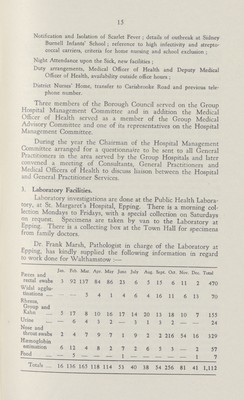 13
Notification and Isolation of Scarlet Fever ; details of outbreak at Sidney
Burnell Infants' School ; reference to high infectivity and strepto-
coccal carriers, criteria for home nursing and school exclusion ;
Night Attendance upon the Sick, new facilities ;
Duty arrangements, Medical Officer of Health and Deputy Medical
Officer of Health, availability outside office hours ;
District Nurses' Home, transfer to Carisbrooke Road and previous tele-
phone number.
Three members of the Borough Council served on the Group
Hospital Management Committee and in addition the Medical
Officer of Health served as a member of the Group Medical
Advisory Committee and one of its representatives on the Hospital
Management Committee.
During the year the Chairman of the Hospital Management
Committee arranged for a questionnaire to be sent to all General
Practitioners in the area served by the Group Hospitals and later
convened a meeting of Consultants, General Practitioners and
Medical Officers of Health to discuss liaison between the Hospital
and General Practitioner Services.
3. Laboratory Facilities.
Laboratory investigations are done at the Public Health Labora-
tory, at St. Margaret's Hospital, Epping. There is a morning col-
lection Mondays to Fridays, with a special collection on Saturdays
on request. Specimens are taken by van to the Laboratory at
Epping. There is a collecting box at the Town Hall for specimens
from family doctors.
Dr. Frank Marsh, Pathologist in charge of the Laboratory at
Epping, has kindly supplied the following information in regard
to work done for Walthamstow :—
Jan. Feb. Mar. Apr. May June July Aug. Sept. Oct. Nov. Dec. Total
Faeces and
rectal swabs 3 92 137 84 86 23 6 5 15 6 11 2 470
Widal agglu-
tinations ... — — 5 4 1 4 6 4 16 11 6 13 70
Rhesus,
Group and
Kahn ... 5 17 8 10 16 17 14 20 13 18 10 7 155
Urine ... — 6 4 1 2 — 5 1 3 2 — — 24
Nose and
throat swabs 2 4 7 9 7 1 9 2 2 216 54 16 329
Haemoglobin
estimation 6 12 4 8 2 7 2 6 5 3 — 2 57
Food ... — 5 — — — 1 — — — — — 1 7
Totals ... 16 136 165 118 114 53 40 38 54 256 81 41 1,112